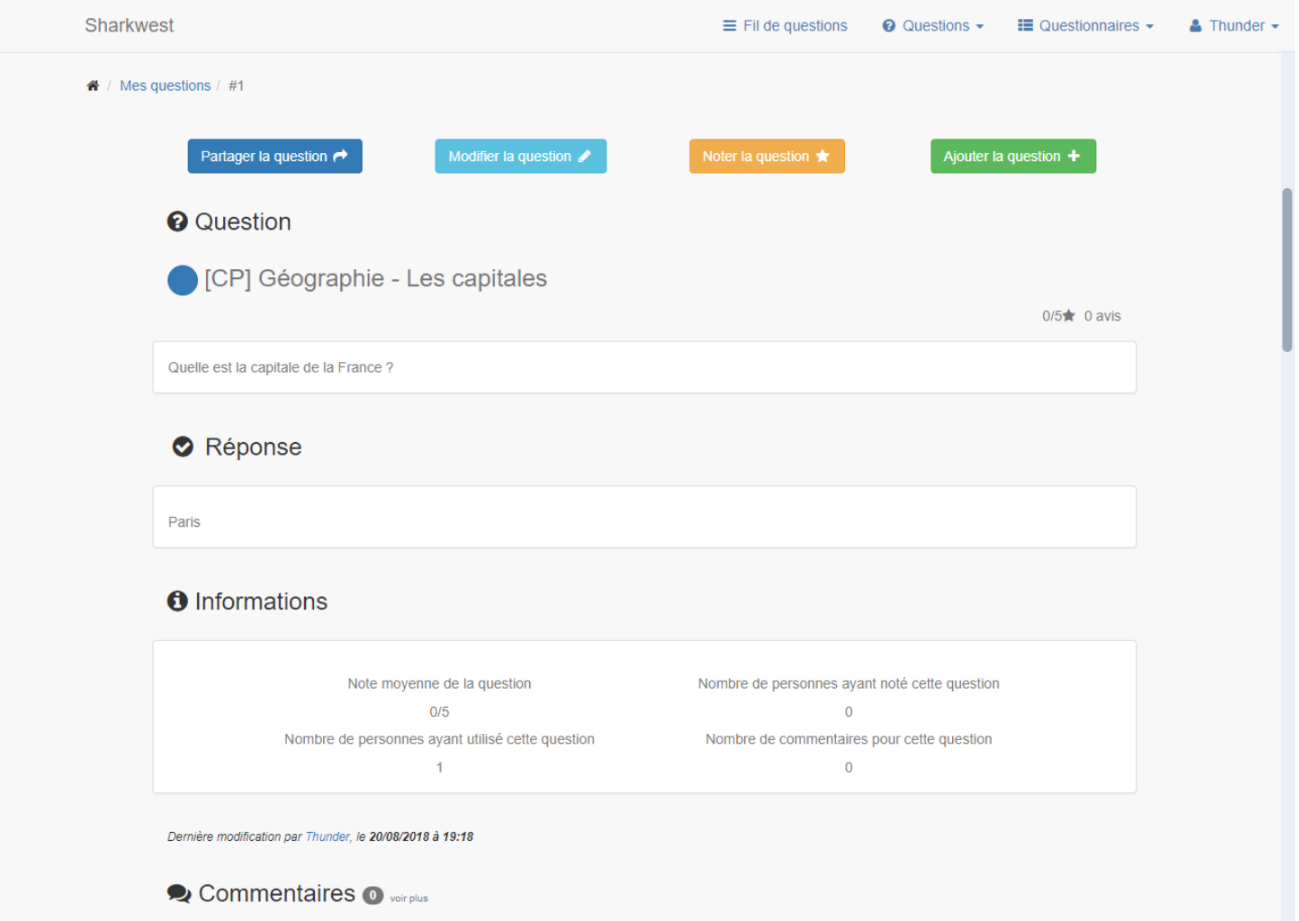 Sharkwest Fil de questions Questions Questionnaires Thunder
/ Mes questions / #1
Partager la question Modifier la question Noter la question Ajouter la question
Question
[CP] Géographie - Les capitales
0/5 0 avis
Quelle est la capitale de la France ?
Réponse
Paris
Informations
Note moyenne de la question Nombre de personnes ayant noté cette question
0/5 0
Nombre de personnes ayant utilisé cette question Nombre de commentaires pour cette question
1 0
Dernière modification par Thunder, le 20/08/2018 à 19:18
Commentaires 0 voir plus